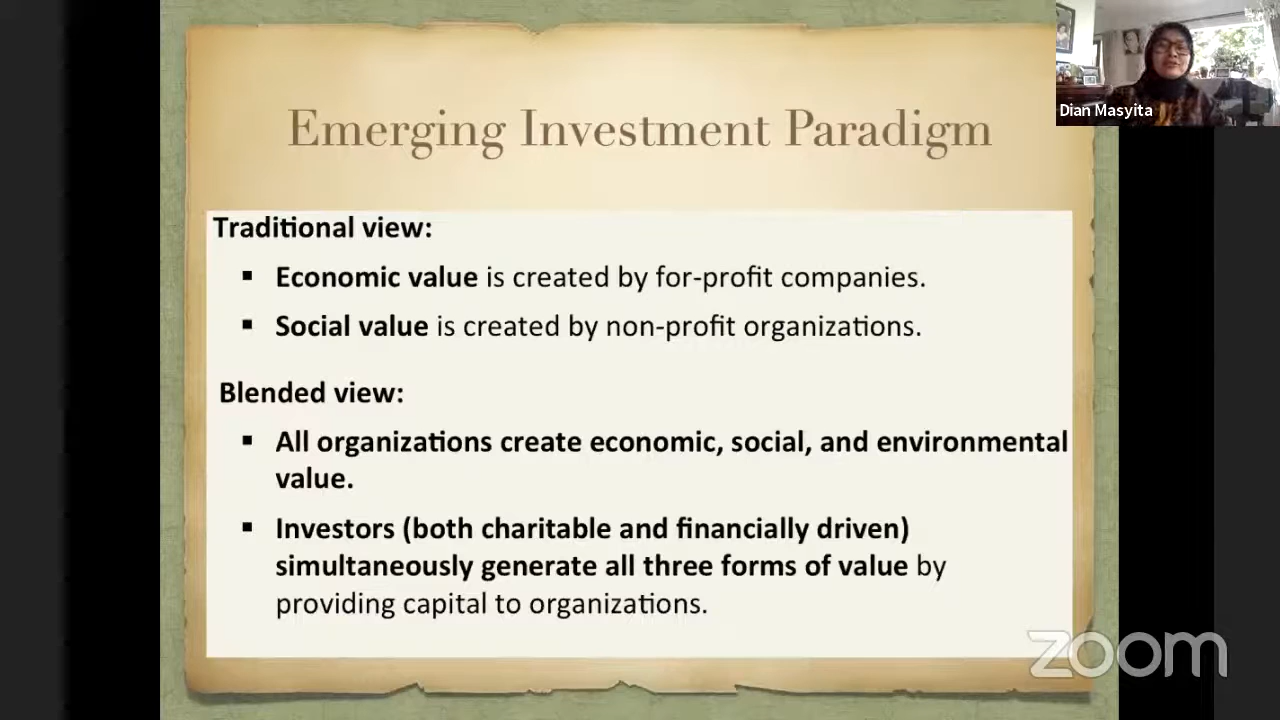 Dian Masyita
Emerging Investment Paradigm
Traditional view:
▪ Economic value is created by for-profit companies.
▪ Social value is created by non-profit organizations.
Blended view:
▪ All organizations create economic, social, and environmental
value.
▪ Investors (both charitable and financially driven)
simultaneously generate all three forms of value by
providing capital to organizations.
zoom